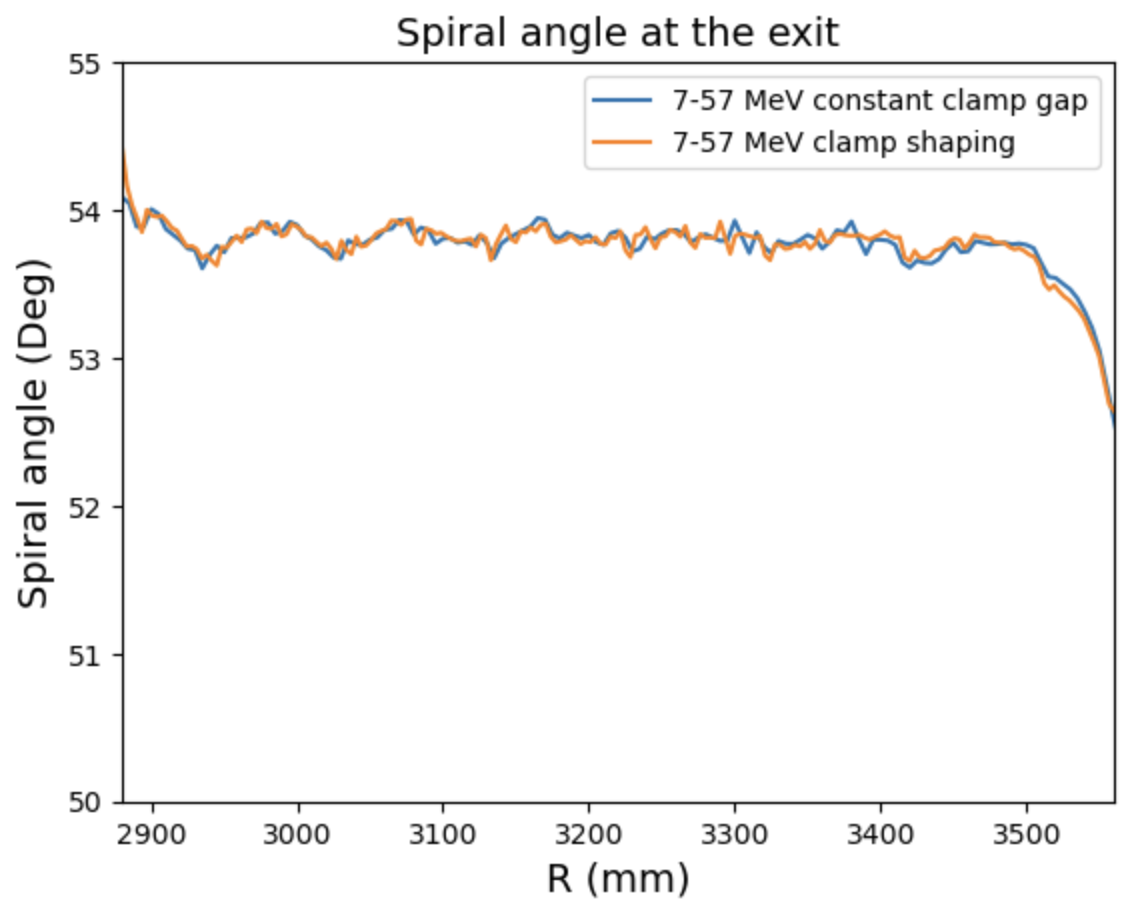 Spiral angle at the exit
7-57 MeV constant clamp gap
7-57 MeV clamp shaping
Spiral angle (Deg)
55
54
53
52
51
50
2900 3000 3100 3200 3300 3400 3500
R (mm)